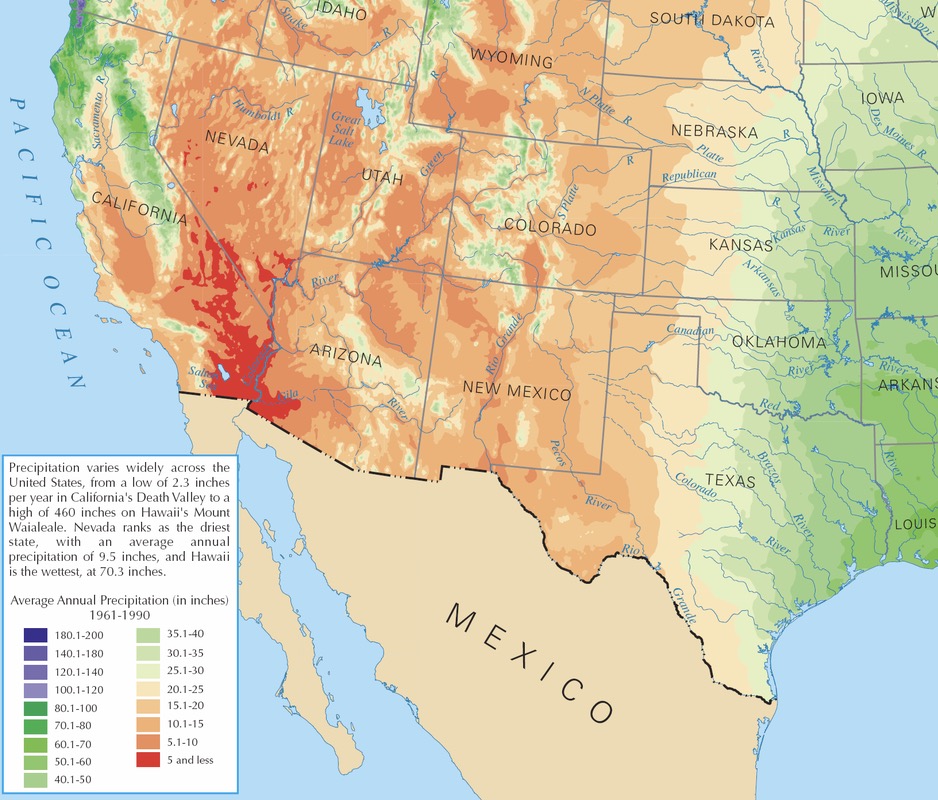 IDAHO
Snake
R
SOUTH DAKOTA
Mississippi
W
WYOMING
River
R
Sacramento R
Humboldt R
Great
Salt
Lake
N Platte R
IOWA
Des Moines R
NEVADA
NEBRASKA
R
Platte
R
UTAH
Green
Republican
Missouri
R
CALIFORNIA
S Platte
COLORADO
KANSAS
Kansas River
River
Arkansas
MISSOU
PACIFIC OCEAN
River
Rio Grande
Canadian
OKLAHOMA
River
River
ARIZONA
Salton
Sea
Gila
River
NEW MEXICO
ARKANS
Red
Pecos
River
Colorado
TEXAS
Brazos
River
River
River
LOUIS
Rio
Grande
MEXICO
Precipitation varies widely across the
United States, from a low of 2.3 inches
per year in California's Death Valley to a
high of 460 inches on Hawaii's Mount
Waialeale. Nevada ranks as the driest
state, with an average annual
precipitation of 9.5 inches, and Hawaii
is the wettest, at 70.3 inches.
Average Annual Precipitation (in inches)
1961-1990
180.1-200
140.1-180
120.1-140
100.1-120
80.1-100
70.1-80
60.1-70
50.1-60
40.1-50
35.1-40
30.1-35
25.1-30
20.1-25
15.1-20
10.1-15
5.1-10
5 and less